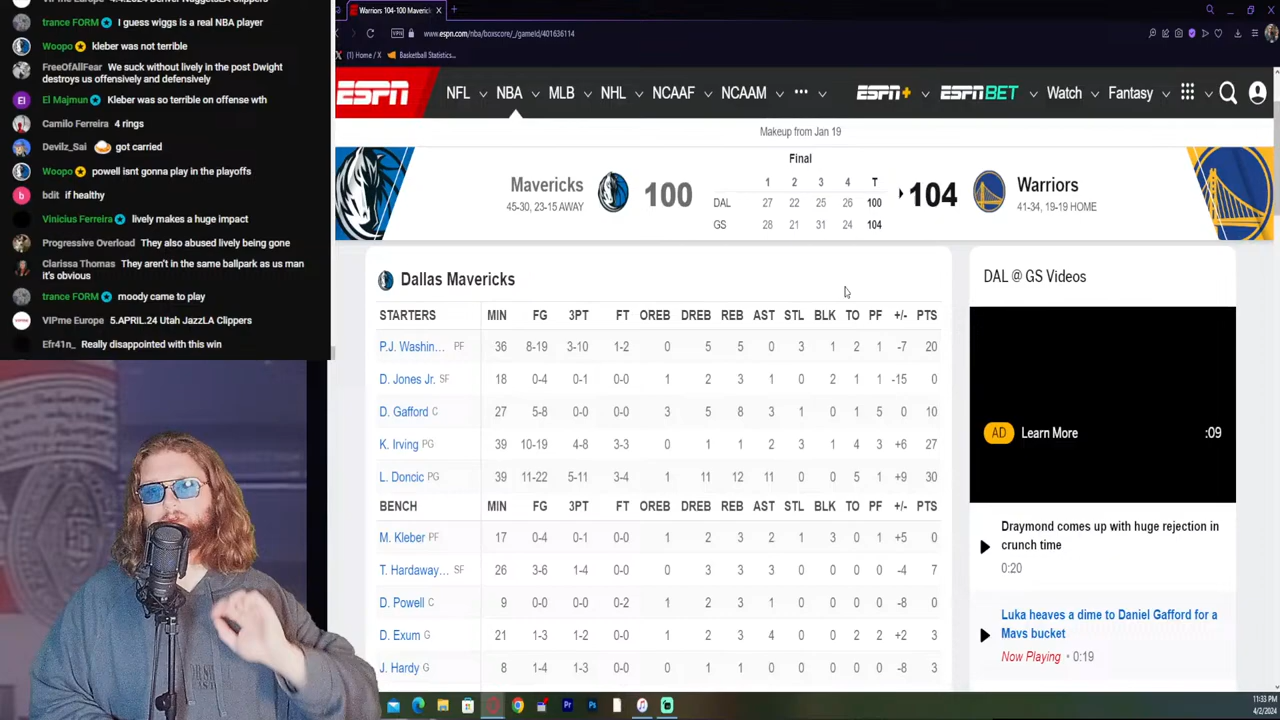 trance FORM I guess wiggs is a real NBA player
Woopo kleber was not terrible
FreeOfAllFear We suck without lively in the post Dwight
destroys us offensively and defensively
El Majmun Kleber was so terrible on offense wth
Camilo Ferreira 4 rings
Devilz_Sai got carried
Woopo powell isnt gonna play in the playoffs
bdit if healthy
Vinicius Ferreira lively makes a huge impact
Progressive Overload They also abused lively being gone
Clarissa Thomas They aren't in the same ballpark as us man
it's obvious
trance FORM moody came to play
VIPme Europe 5.APRIL.24 Utah JazzLA Clippers
Efr41n_ Really disappointed with this win
Warriors 104-100 Maverick
VPN www.espn.com/nba/boxscore/_/gameId/401636114
(1) Home / X Basketball Statistics...
ESPN NFL NBA MLB NHL NCAAF NCAAM ••• ESPN+ ESPN BET Watch Fantasy
Makeup from Jan 19
Final
Mavericks 100
45-30, 23-15 AWAY
1 2 3 4 T
DAL 27 22 25 26 100
GS 28 21 31 24 104
104 Warriors
41-34, 19-19 HOME
Dallas Mavericks
STARTERS MIN FG 3PT FT OREB DREB REB AST STL BLK TO PF +/- PTS
P.J. Washin... PF 36 8-19 3-10 1-2 0 5 5 0 3 1 2 1 -7 20
D. Jones Jr. SF 18 0-4 0-1 0-0 1 2 3 1 0 2 1 1 -15 0
D. Gafford C 27 5-8 0-0 0-0 3 5 8 3 1 0 1 5 0 10
K. Irving PG 39 10-19 4-8 3-3 0 1 1 2 3 1 4 3 +6 27
L. Doncic PG 39 11-22 5-11 3-4 1 11 12 11 0 0 5 1 +9 30
BENCH MIN FG 3PT FT OREB DREB REB AST STL BLK TO PF +/- PTS
M. Kleber PF 17 0-4 0-1 0-0 1 2 3 2 1 3 0 1 +5 0
T. Hardaway... SF 26 3-6 1-4 0-0 0 3 3 3 0 0 0 0 -4 7
D. Powell C 9 0-0 0-0 0-2 1 2 3 1 0 0 0 0 -8 0
D. Exum G 21 1-3 1-2 0-0 1 2 3 4 0 0 2 2 +2 3
J. Hardy G 8 1-4 1-3 0-0 0 1 1 0 0 0 0 0 -8 3
DAL @ GS Videos
AD Learn More :09
Draymond comes up with huge rejection in
crunch time
0:20
Luka heaves a dime to Daniel Gafford for a
Mavs bucket
Now Playing • 0:19
11:33 PM
4/2/2024